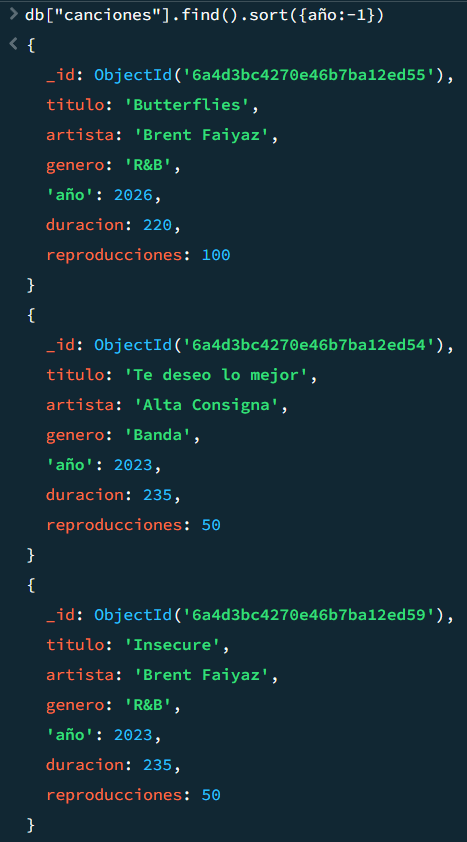 > db["canciones"].find().sort({año:-1})
< {
_id: ObjectId('6a4d3bc4270e46b7ba12ed55'),
titulo: 'Butterflies',
artista: 'Brent Faiyaz',
genero: 'R&B',
'año': 2026,
duracion: 220,
reproducciones: 100
}
{
_id: ObjectId('6a4d3bc4270e46b7ba12ed54'),
titulo: 'Te deseo lo mejor',
artista: 'Alta Consigna',
genero: 'Banda',
'año': 2023,
duracion: 235,
reproducciones: 50
}
{
_id: ObjectId('6a4d3bc4270e46b7ba12ed59'),
titulo: 'Insecure',
artista: 'Brent Faiyaz',
genero: 'R&B',
'año': 2023,
duracion: 235,
reproducciones: 50
}